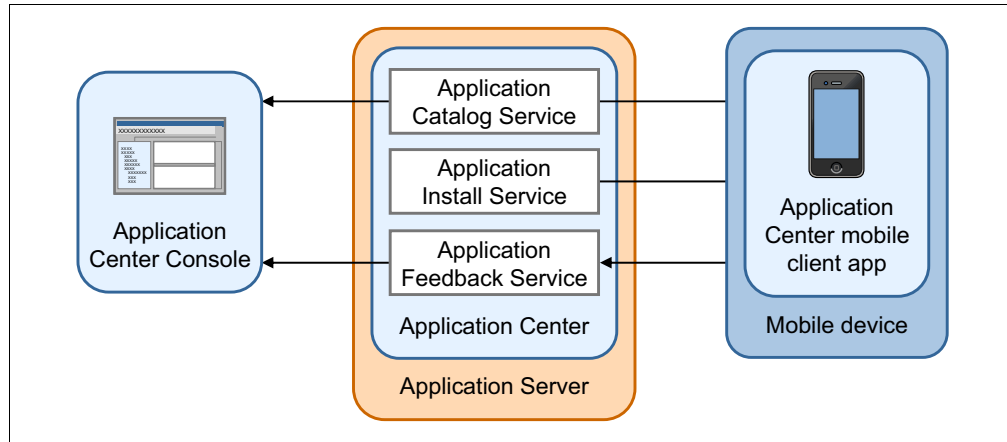 Application
Catalog Service
Application
Install Service
Application
Feedback Service
Application Center
Application Server
xxxxxxxxxxxx
Application
Center Console
Application
Center mobile
client app
Mobile device